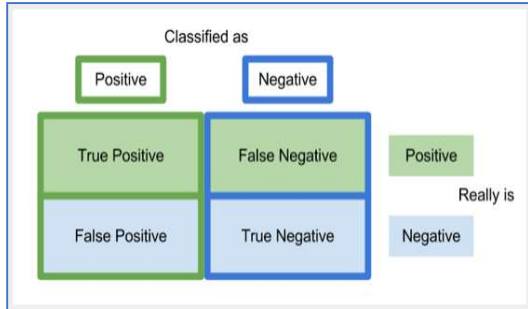 Classified as
Positive Negative
True Positive False Negative Positive
Really is
False Positive True Negative Negative